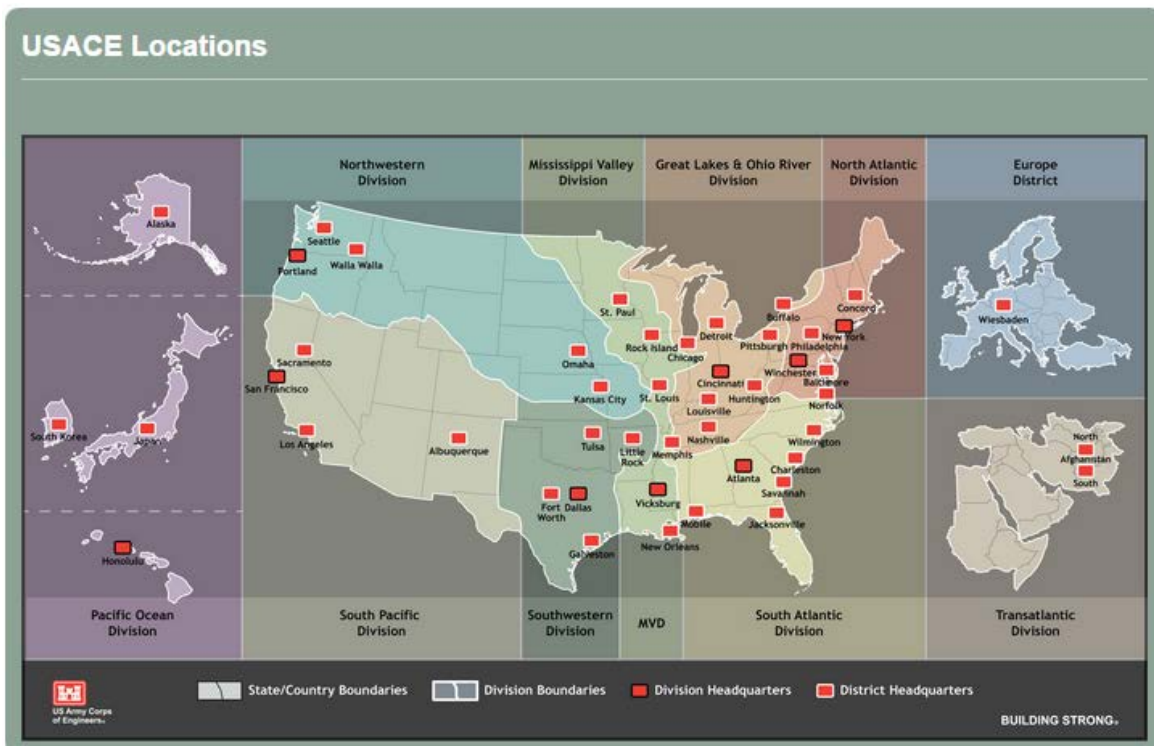 USACE Locations
Northwestern
Division
Mississippi Valley
Division
Great Lakes & Ohio River
Division
North Atlantic
Division
Europe
District
Alaska
Seattle
Portland
Walla Walla
St. Paul
Buffalo
Concord
Wiesbaden
Rock Island
Chicago
Detroit
Pittsburgh
Philadelphia
New York
Sacramento
San Francisco
Omaha
Kansas City
St. Louis
Cincinnati
Huntington
Winchester
Baltimore
Norfolk
Louisville
Nashville
South Korea
Japan
Los Angeles
Albuquerque
Tulsa
Little
Rock
Memphis
Wilmington
Charleston
North
Afghanistan
South
Atlanta
Savannah
Fort
Worth
Dallas
Vicksburg
Mobile
Jacksonville
New Orleans
Galveston
Honolulu
Pacific Ocean
Division
South Pacific
Division
Southwestern
Division
MVD
South Atlantic
Division
Transatlantic
Division
State/Country Boundaries
Division Boundaries
Division Headquarters
District Headquarters
US Army Corps
of Engineers®
BUILDING STRONG®